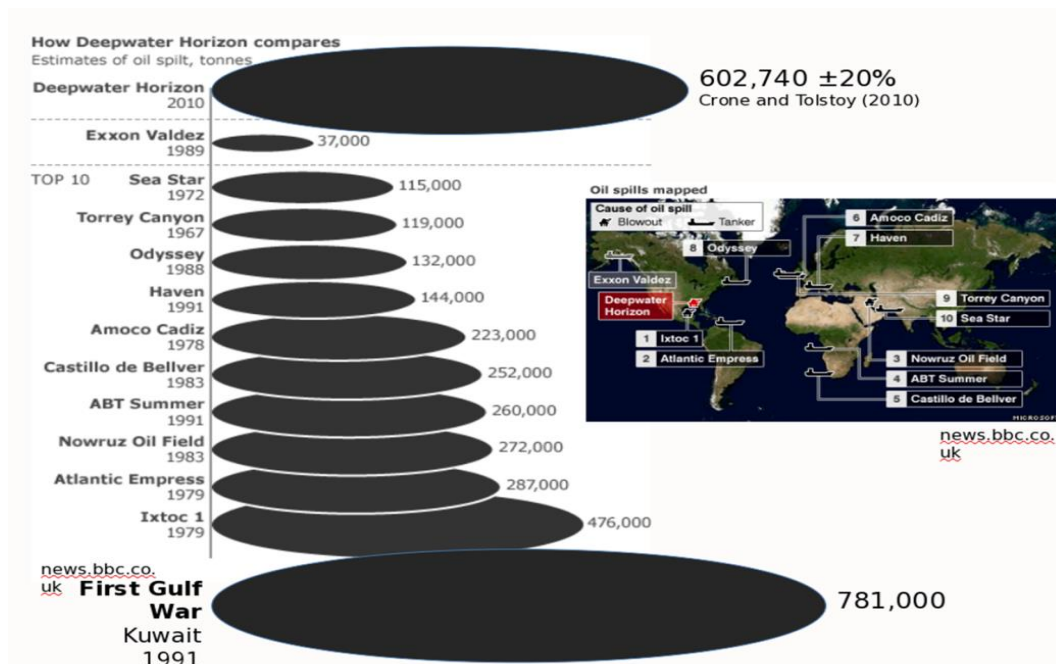 How Deepwater Horizon compares
Estimates of oil spilt, tonnes
Deepwater Horizon
2010
602,740 ±20%
Crone and Tolstoy (2010)
Exxon Valdez
1989
37,000
TOP 10
Sea Star
1972
115,000
Torrey Canyon
1967
119,000
Odyssey
1988
132,000
Haven
1991
144,000
Amoco Cadiz
1978
223,000
Castillo de Bellver
1983
252,000
ABT Summer
1991
260,000
Nowruz Oil Field
1983
272,000
Atlantic Empress
1979
287,000
Ixtoc 1
1979
476,000
news.bbc.co.
uk
First Gulf
War
Kuwait
1991
781,000
Oil spills mapped
Cause of oil spill
Blowout
Tanker
6 Amoco Cadiz
7 Haven
8 Odyssey
Exxon Valdez
Deepwater
Horizon
9 Torrey Canyon
10 Sea Star
1 Ixtoc 1
2 Atlantic Empress
3 Nowruz Oil Field
4 ABT Summer
5 Castillo de Bellver
MICROSOF
news.bbc.co.
uk